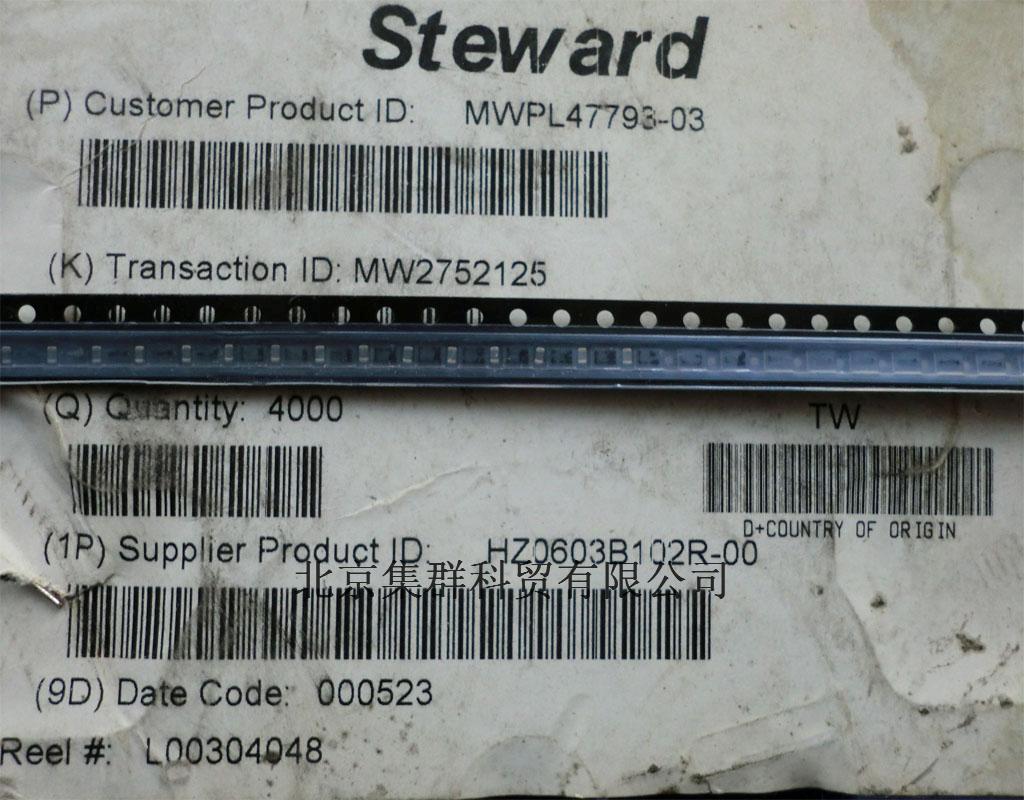 Steward
(P) Customer Product ID: MWPL47793-03
(K) Transaction ID: MW2752125
(Q) Quantity: 4000
TW
D+COUNTRY OF ORIGIN
(1P) Supplier Product ID: HZ0603B102R-00
北京集群科贸有限公司
(9D) Date Code: 000523
Reel #: L00304048